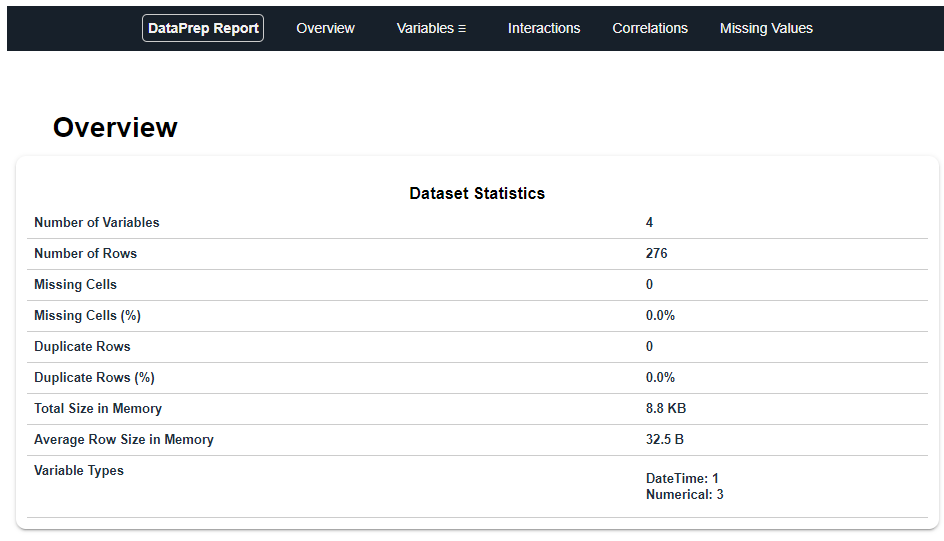 DataPrep Report Overview Variables ≡ Interactions Correlations Missing Values
Overview
Dataset Statistics
Number of Variables 4
Number of Rows 276
Missing Cells 0
Missing Cells (%) 0.0%
Duplicate Rows 0
Duplicate Rows (%) 0.0%
Total Size in Memory 8.8 KB
Average Row Size in Memory 32.5 B
Variable Types
DateTime: 1
Numerical: 3